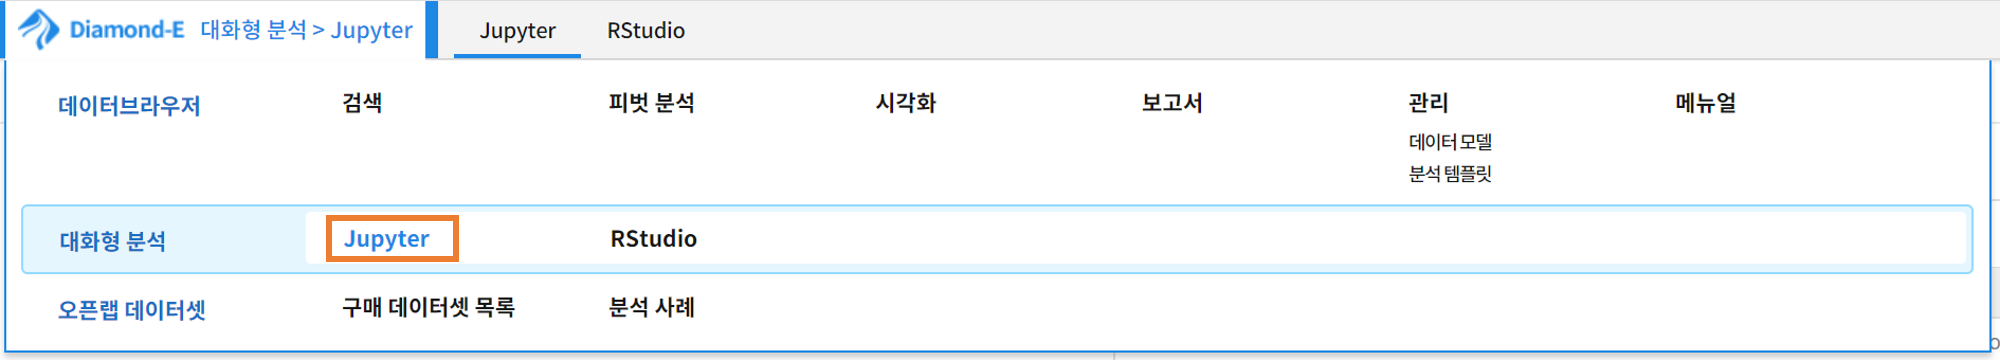 Diamond-E 대화형 분석 > Jupyter Jupyter RStudio
데이터브라우저 검색 피벗 분석 시각화 보고서 관리 메뉴얼
데이터 모델
분석 템플릿
대화형 분석 Jupyter RStudio
오픈랩 데이터셋 구매 데이터셋 목록 분석 사례